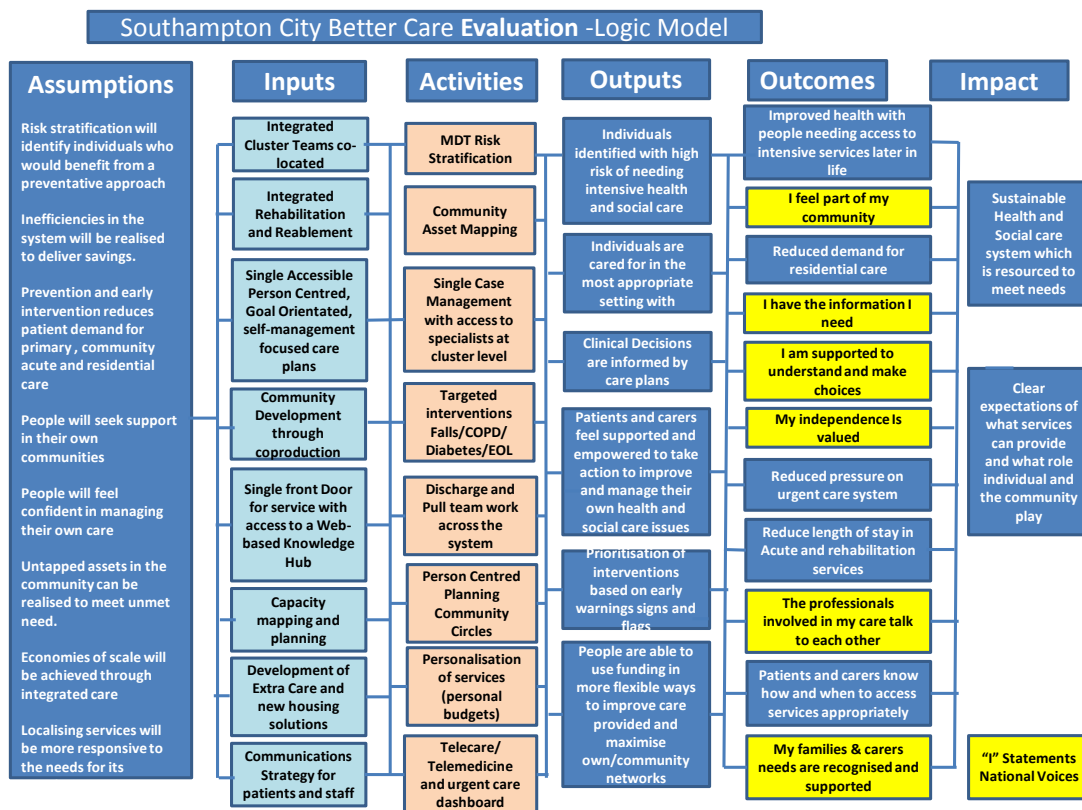 Southampton City Better Care Evaluation -Logic Model
Assumptions
Risk stratification will
identify individuals who
would benefit from a
preventative approach
Inefficiencies in the
system will be realised
to deliver savings.
Prevention and early
intervention reduces
patient demand for
primary , community
acute and residential
care
People will seek support
in their own
communities
People will feel
confident in managing
their own care
Untapped assets in the
community can be
realised to meet unmet
need.
Economies of scale will
be achieved through
integrated care
Localising services will
be more responsive to
the needs for its
Inputs
Integrated
Cluster Teams co-
located
Integrated
Rehabilitation
and Reablement
Single Accessible
Person Centred,
Goal Orientated,
self-management
focused care
plans
Community
Development
through
coproduction
Single front Door
for service with
access to a Web-
based Knowledge
Hub
Capacity
mapping and
planning
Development of
Extra Care and
new housing
solutions
Communications
Strategy for
patients and staff
Activities
MDT Risk
Stratification
Community
Asset Mapping
Single Case
Management
with access to
specialists at
cluster level
Targeted
interventions
Falls/COPD/
Diabetes/EOL
Discharge and
Pull team work
across the
system
Person Centred
Planning
Community
Circles
Personalisation
of services
(personal
budgets)
Telecare/
Telemedicine
and urgent care
dashboard
Outputs
Individuals
identified with high
risk of needing
intensive health
and social care
Individuals are
cared for in the
most appropriate
setting with
Clinical Decisions
are informed by
care plans
Patients and carers
feel supported and
empowered to take
action to improve
and manage their
own health and
social care issues
Prioritisation of
interventions
based on early
warnings signs and
flags
People are able to
use funding in
more flexible ways
to improve care
provided and
maximise
own/community
networks
Outcomes
Improved health with
people needing access to
intensive services later in
life
I feel part of my
community
Reduced demand for
residential care
I have the information I
need
I am supported to
understand and make
choices
My independence Is
valued
Reduced pressure on
urgent care system
Reduce length of stay in
Acute and rehabilitation
services
The professionals
involved in my care talk
to each other
Patients and carers know
how and when to access
services appropriately
My families & carers
needs are recognised and
supported
Impact
Sustainable
Health and
Social care
system which
is resourced to
meet needs
Clear
expectations of
what services
can provide
and what role
individual and
the community
play
“I” Statements
National Voices